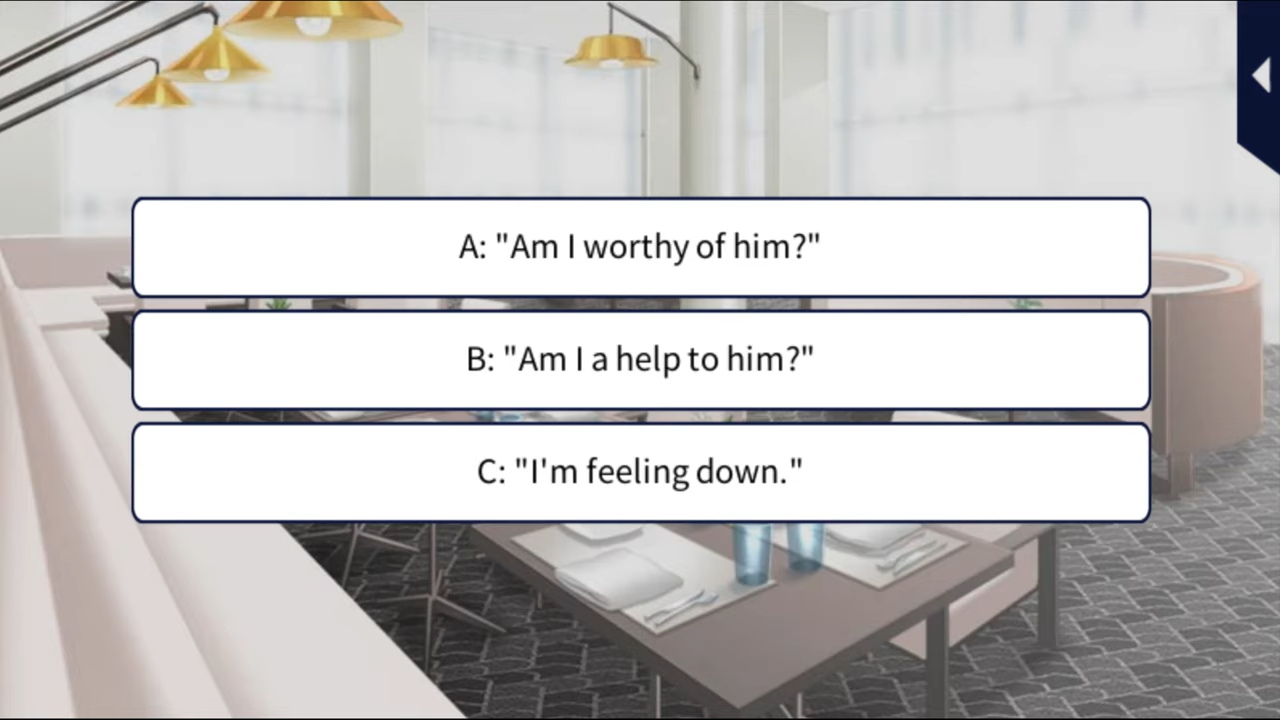 A: "Am I worthy of him?"
B: "Am I a help to him?"
C: "I'm feeling down."